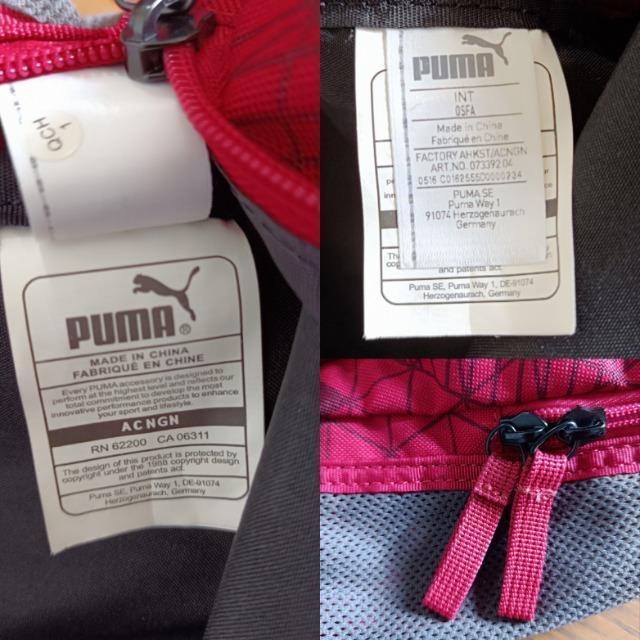 QCH
1
PUMA®
MADE IN CHINA
FABRIQUÉ EN CHINE
Every PUMA accessory is designed to
perform at the highest level and reflects our
total commitment to develop the most
innovative performance products to enhance
your sport and lifestyle.
ACNGN
RN 62200 CA 06311
The design of this product is protected by
copyright under the 1988 copyright design
and patents act.
Puma SE, Puma Way 1, DE-91074
Herzogenaurach, Germany
PUMA
INT
OSFA
Made in China
Fabriqué en Chine
FACTORY AHKST/ACNGN
ART.NO. 073392 04
0516 C0162555D0000234
PUMA SE
Puma Way 1
91074 Herzogenaurach
Germany
and patents act.
Puma SE, Puma Way 1, DE-91074
Herzogenaurach, Germany